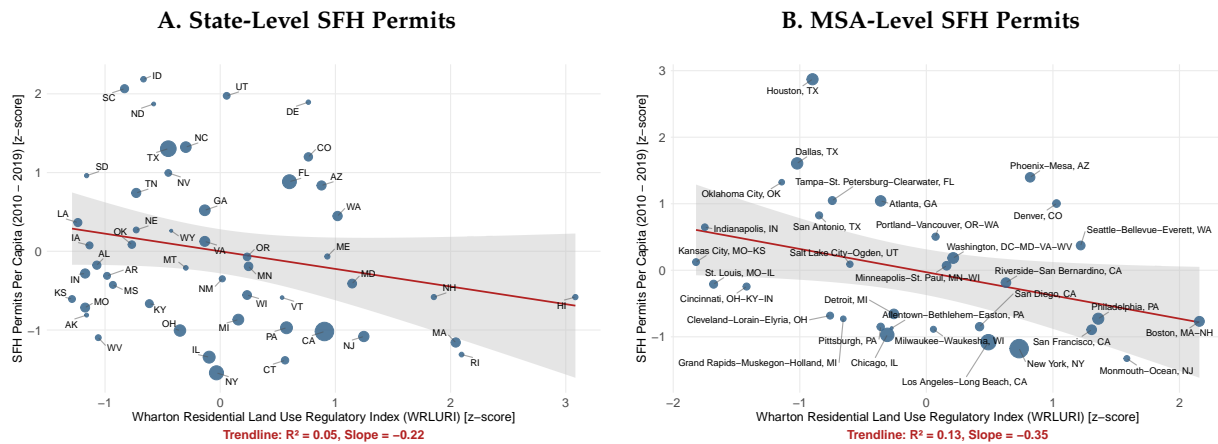 A. State-Level SFH Permits
SFH Permits Per Capita (2010 − 2019) [z−score]
2
1
0
−1
ID
SC
ND
UT
DE
TX
NC
CO
SD
TN
NV
FL
AZ
GA
WA
LA
NE
WY
IA
OK
VA
OR
ME
AL
MT
MN
IN
AR
NM
MD
KS
MS
KY
WI
VT
NH
HI
MO
AK
OH
MI
PA
CA
NJ
MA
WV
IL
CT
RI
NY
−1
0
1
2
3
Wharton Residential Land Use Regulatory Index (WRLURI) [z−score]
Trendline: R² = 0.05, Slope = −0.22
B. MSA-Level SFH Permits
SFH Permits Per Capita (2010 − 2019) [z−score]
3
2
1
0
−1
Houston, TX
Dallas, TX
Phoenix−Mesa, AZ
Oklahoma City, OK
Tampa−St. Petersburg−Clearwater, FL
Atlanta, GA
Denver, CO
Indianapolis, IN
San Antonio, TX
Portland−Vancouver, OR−WA
Seattle−Bellevue−Everett, WA
Kansas City, MO−KS
Salt Lake City−Ogden, UT
Washington, DC−MD−VA−WV
St. Louis, MO−IL
Minneapolis−St. Paul, MN−WI
Riverside−San Bernardino, CA
Cincinnati, OH−KY−IN
Detroit, MI
San Diego, CA
Philadelphia, PA
Cleveland−Lorain−Elyria, OH
Allentown−Bethlehem−Easton, PA
Boston, MA−NH
Pittsburgh, PA
Milwaukee−Waukesha, WI
San Francisco, CA
Grand Rapids−Muskegon−Holland, MI
Chicago, IL
New York, NY
Monmouth−Ocean, NJ
Los Angeles−Long Beach, CA
−2
−1
0
1
2
Wharton Residential Land Use Regulatory Index (WRLURI) [z−score]
Trendline: R² = 0.13, Slope = −0.35